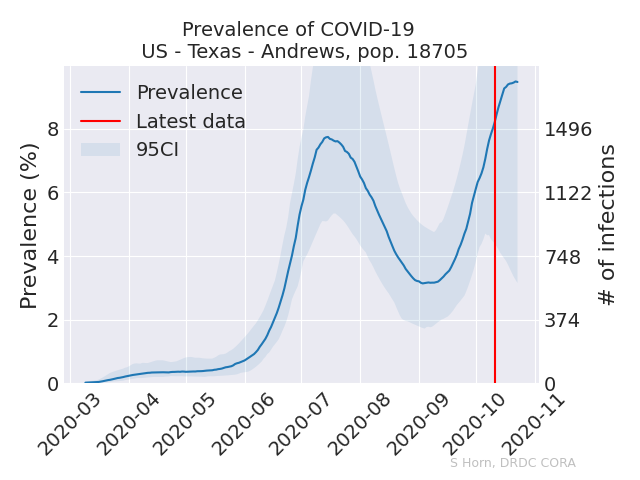 Prevalence of COVID-19
US - Texas - Andrews, pop. 18705
Prevalence
Latest data
95CI
Prevalence (%)
8
6
4
2
0
# of infections
1496
1122
748
374
0
2020-03
2020-04
2020-05
2020-06
2020-07
2020-08
2020-09
2020-10
2020-11
S Horn, DRDC CORA